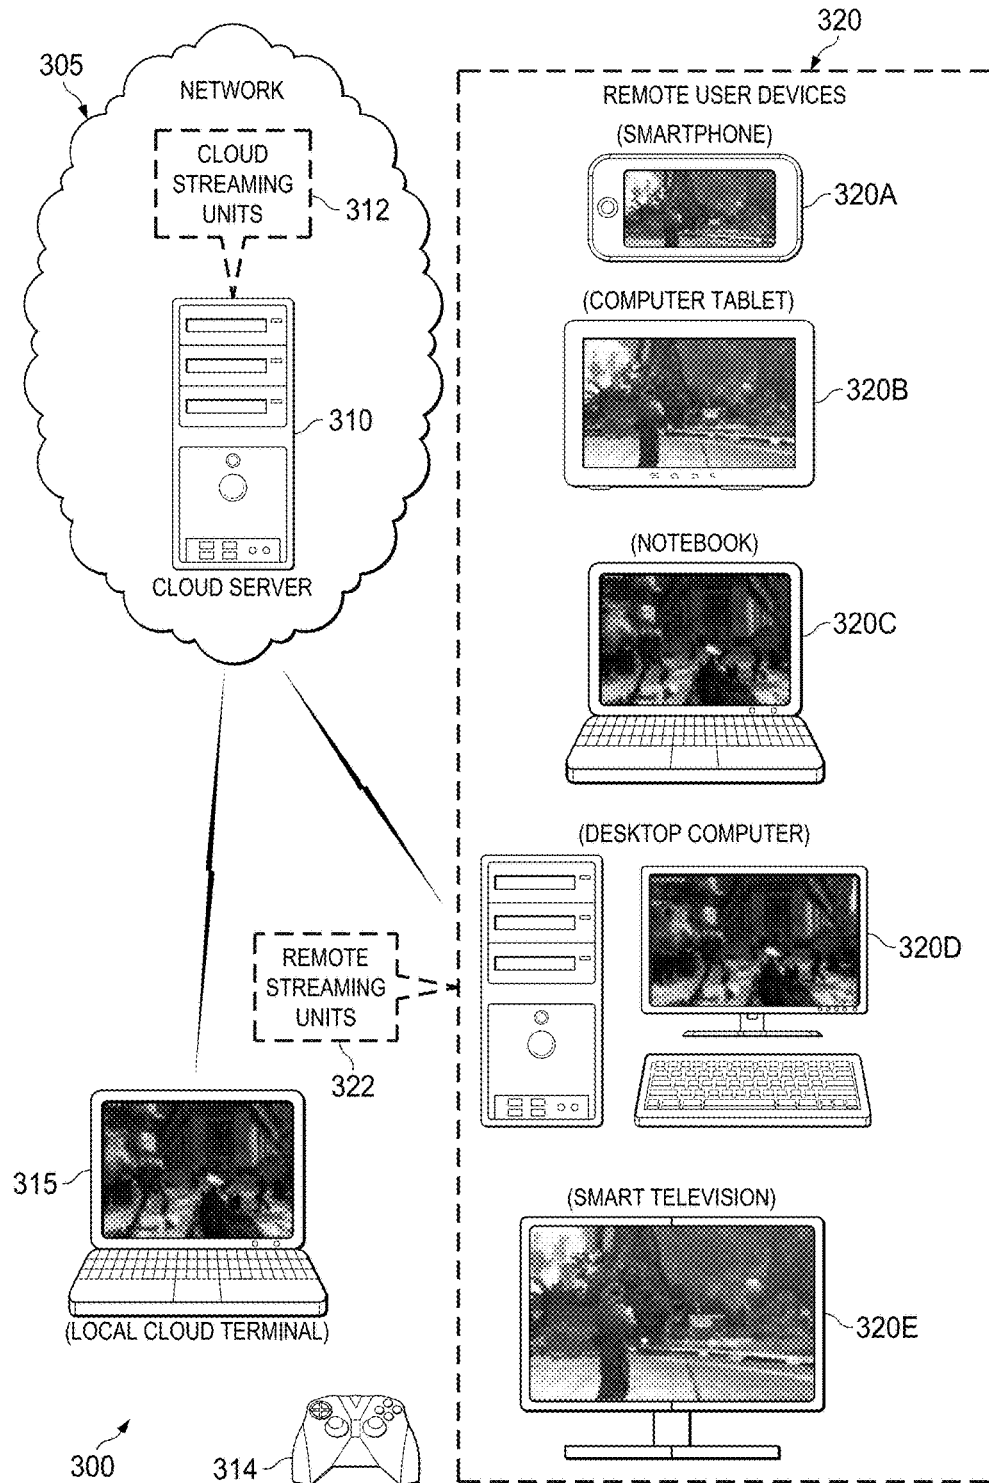 320
305
NETWORK
REMOTE USER DEVICES
(SMARTPHONE)
CLOUD
STREAMING
UNITS
312
320A
(COMPUTER TABLET)
320B
310
(NOTEBOOK)
CLOUD SERVER
320C
(DESKTOP COMPUTER)
320D
REMOTE
STREAMING
UNITS
322
315
(SMART TELEVISION)
(LOCAL CLOUD TERMINAL)
320E
300
314